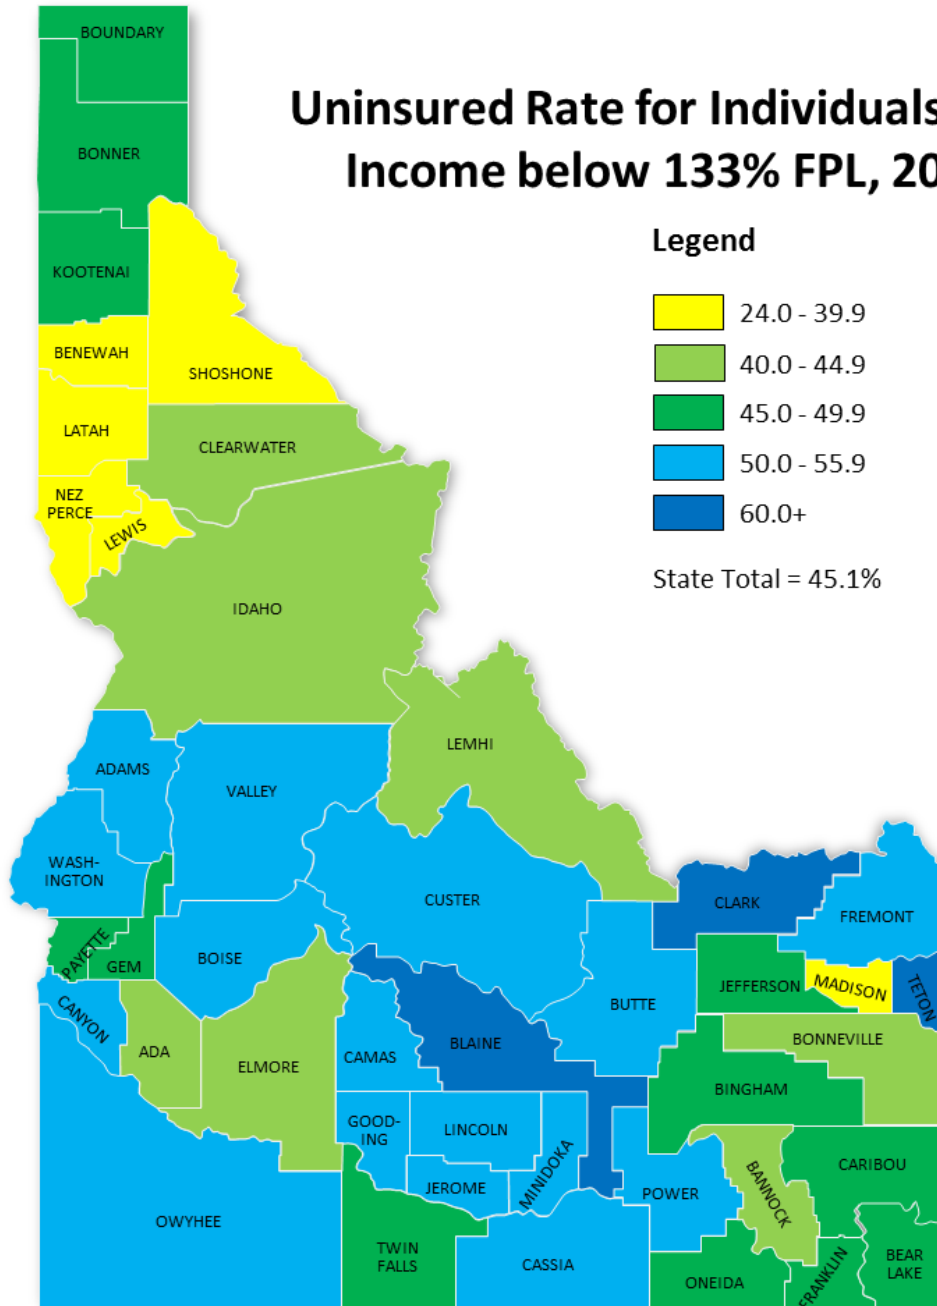 BOUNDARY
Uninsured Rate for Individuals
Income below 133% FPL, 20
BONNER
Legend
KOOTENAI
24.0 - 39.9
BENEWAH
40.0 - 44.9
SHOSHONE
45.0 - 49.9
LATAH
CLEARWATER
50.0 - 55.9
NEZ
PERCE
60.0+
LEWIS
State Total = 45.1%
IDAHO
LEMHI
ADAMS
VALLEY
WASH-
INGTON
CUSTER
CLARK
FREMONT
PAYETTE
GEM
BOISE
JEFFERSON
MADISON
TETON
CANYON
BUTTE
ADA
ELMORE
CAMAS
BLAINE
BONNEVILLE
BINGHAM
GOOD-
ING
LINCOLN
MINIDOKA
JEROME
POWER
BANNOCK
CARIBOU
OWYHEE
TWIN
FALLS
CASSIA
ONEIDA
FRANKLIN
BEAR
LAKE